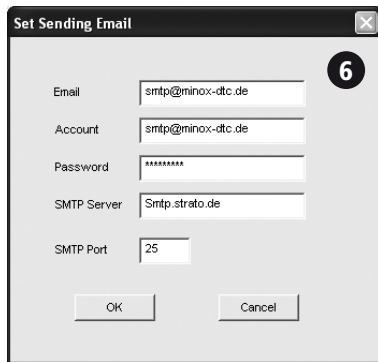 Set Sending Email
6
Email smtp@minox-dtc.de
Account smtp@minox-dtc.de
Password *********
SMTP Server Smtp.strato.de
SMTP Port 25
OK Cancel